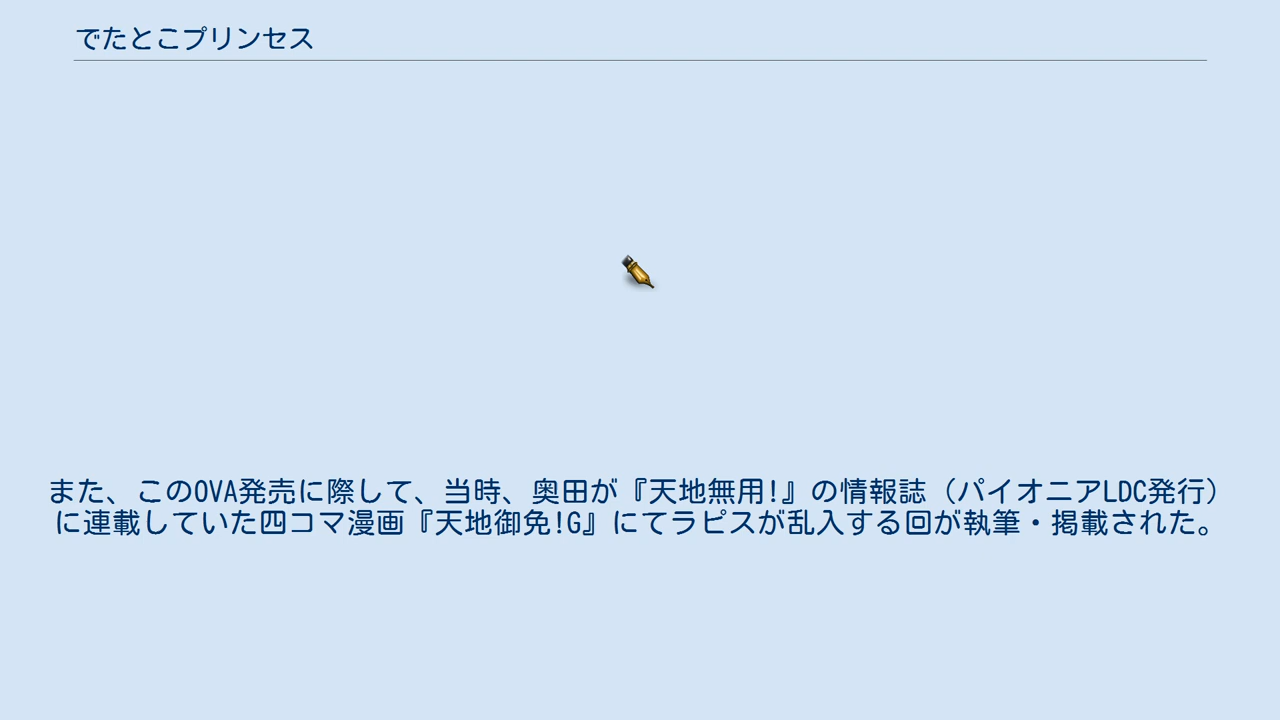 でたとこプリンセス
また、このOVA発売に際して、当時、奥田が『天地無用!』の情報誌（パイオニアLDC発行）
に連載していた四コマ漫画『天地御免!G』にてラピスが乱入する回が執筆・掲載された。